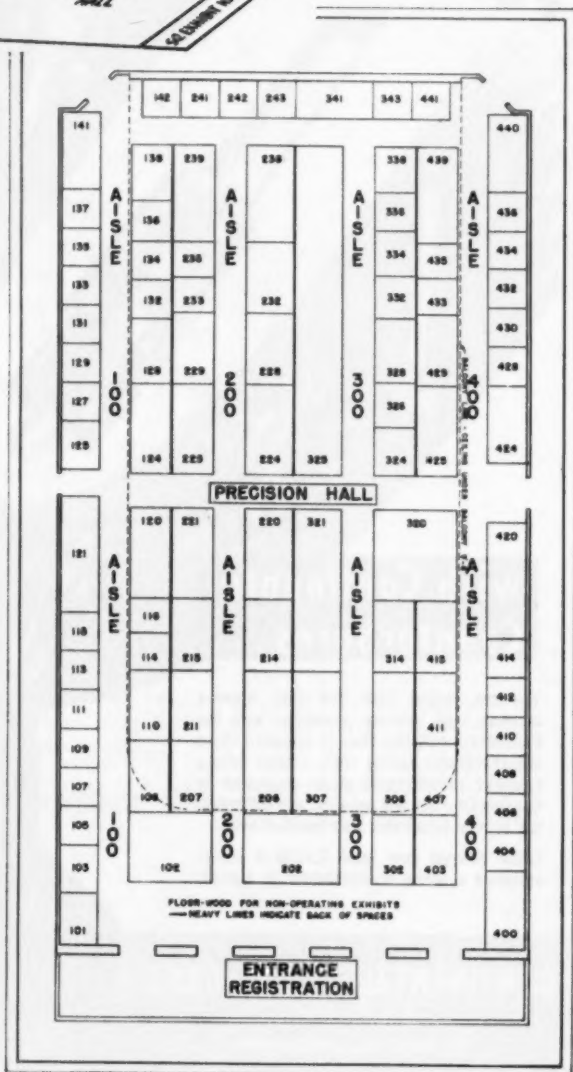 HALL
142 241 242 243 341 343 441
141
440
138 239 238 338 439
AISLE AISLE AISLE AISLE
137
336
436
136
135
134 235 334 435
434
133
132 233 232 332 433
432
131
430
129
128 229 228 328 429
428
100 200 300 400
127
326
125
124 225 224 325 324 425
424
PRECISION HALL
120 221 220 321 320
420
121
AISLE AISLE AISLE AISLE
116
114 215 214 314 415
414
113
412
111
110 211
411
410
109
408
107
108 207 206 307 306 407
406
105
100 200 300 400
404
103
102 202 302 403
FLOOR-WOOD FOR NON-OPERATING EXHIBITS
HEAVY LINES INDICATE BACK OF SPACES
101
400
ENTRANCE
REGISTRATION